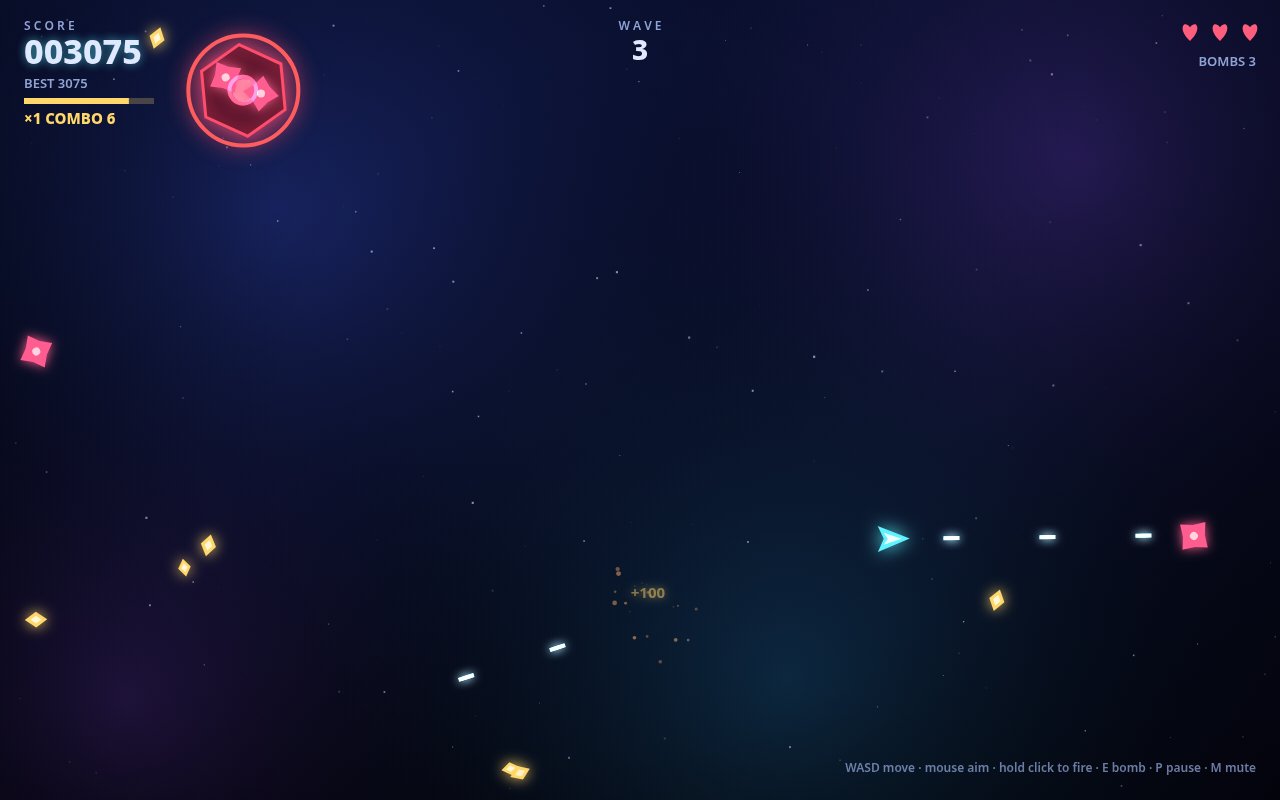 SCORE
003075
BEST 3075
×1 COMBO 6
WAVE
3
BOMBS 3
+100
WASD move · mouse aim · hold click to fire · E bomb · P pause · M mute